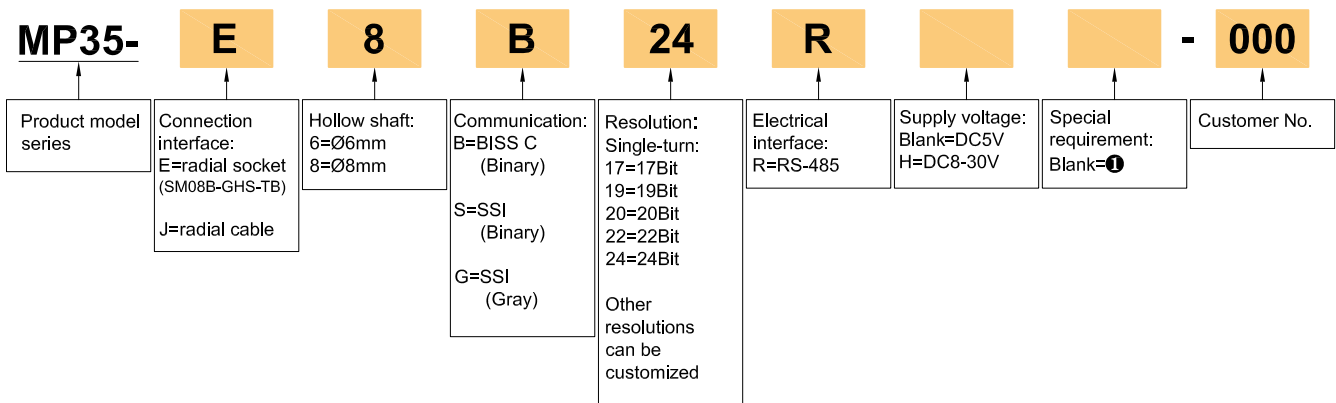 MP35- E 8 B 24 R - 000
Product model
series
Connection
interface:
E=radial socket
(SM08B-GHS-TB)
J=radial cable
Hollow shaft:
6=Ø6mm
8=Ø8mm
Communication:
B=BISS C
(Binary)
S=SSI
(Binary)
G=SSI
(Gray)
Resolution:
Single-turn:
17=17Bit
19=19Bit
20=20Bit
22=22Bit
24=24Bit
Other
resolutions
can be
customized
Electrical
interface:
R=RS-485
Supply voltage:
Blank=DC5V
H=DC8-30V
Special
requirement:
Blank=❶
Customer No.